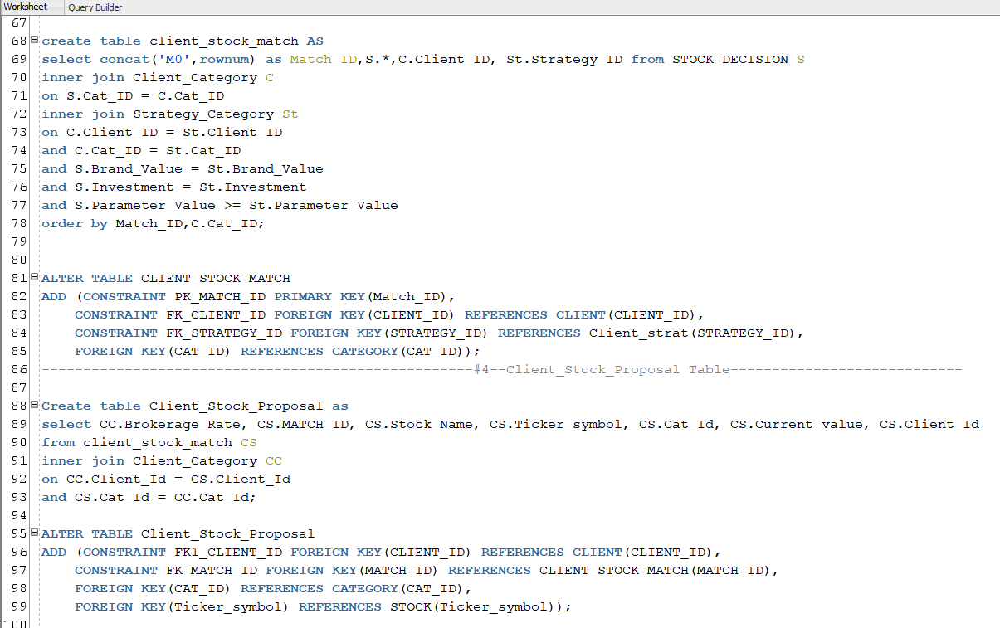 Worksheet Query Builder
67
68 create table client_stock_match AS
69 select concat('M0',rownum) as Match_ID,S.*,C.Client_ID, St.Strategy_ID from STOCK_DECISION S
70 inner join Client_Category C
71 on S.Cat_ID = C.Cat_ID
72 inner join Strategy_Category St
73 on C.Client_ID = St.Client_ID
74 and C.Cat_ID = St.Cat_ID
75 and S.Brand_Value = St.Brand_Value
76 and S.Investment = St.Investment
77 and S.Parameter_Value >= St.Parameter_Value
78 order by Match_ID,C.Cat_ID;
79
80
81 ALTER TABLE CLIENT_STOCK_MATCH
82 ADD (CONSTRAINT PK_MATCH_ID PRIMARY KEY(Match_ID),
83 CONSTRAINT FK_CLIENT_ID FOREIGN KEY(CLIENT_ID) REFERENCES CLIENT(CLIENT_ID),
84 CONSTRAINT FK_STRATEGY_ID FOREIGN KEY(STRATEGY_ID) REFERENCES Client_strat(STRATEGY_ID),
85 FOREIGN KEY(CAT_ID) REFERENCES CATEGORY(CAT_ID));
86 ----------------------------------------------------#4--Client_Stock_Proposal Table----------------------------
87
88 Create table Client_Stock_Proposal as
89 select CC.Brokerage_Rate, CS.MATCH_ID, CS.Stock_Name, CS.Ticker_symbol, CS.Cat_Id, CS.Current_value, CS.Client_Id
90 from client_stock_match CS
91 inner join Client_Category CC
92 on CC.Client_Id = CS.Client_Id
93 and CS.Cat_Id = CC.Cat_Id;
94
95 ALTER TABLE Client_Stock_Proposal
96 ADD (CONSTRAINT FK1_CLIENT_ID FOREIGN KEY(CLIENT_ID) REFERENCES CLIENT(CLIENT_ID),
97 CONSTRAINT FK_MATCH_ID FOREIGN KEY(MATCH_ID) REFERENCES CLIENT_STOCK_MATCH(MATCH_ID),
98 FOREIGN KEY(CAT_ID) REFERENCES CATEGORY(CAT_ID),
99 FOREIGN KEY(Ticker_symbol) REFERENCES STOCK(Ticker_symbol));
100